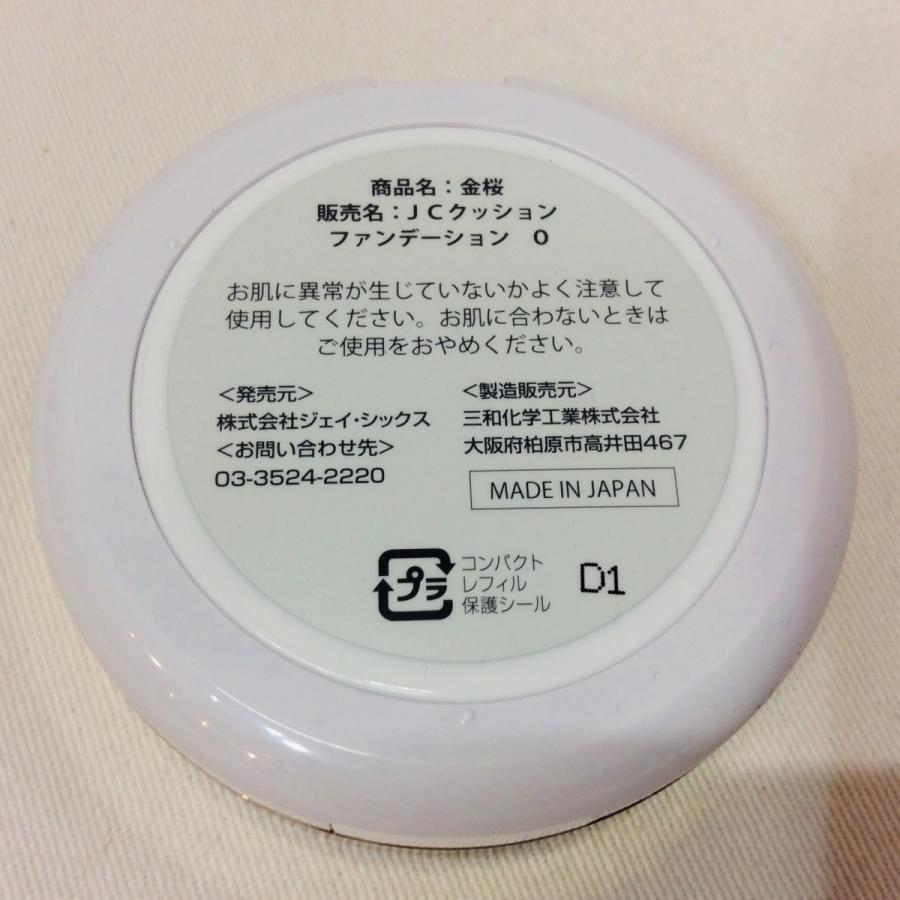 商品名：金桜
販売名：ＪＣクッション
ファンデーション　０
お肌に異常が生じていないかよく注意して
使用してください。お肌に合わないときは
ご使用をおやめください。
＜発売元＞
株式会社ジェイ・シックス
＜お問い合わせ先＞
03-3524-2220
＜製造販売元＞
三和化学工業株式会社
大阪府柏原市高井田467
MADE IN JAPAN
プラ
コンパクト
レフィル
保護シール
D1